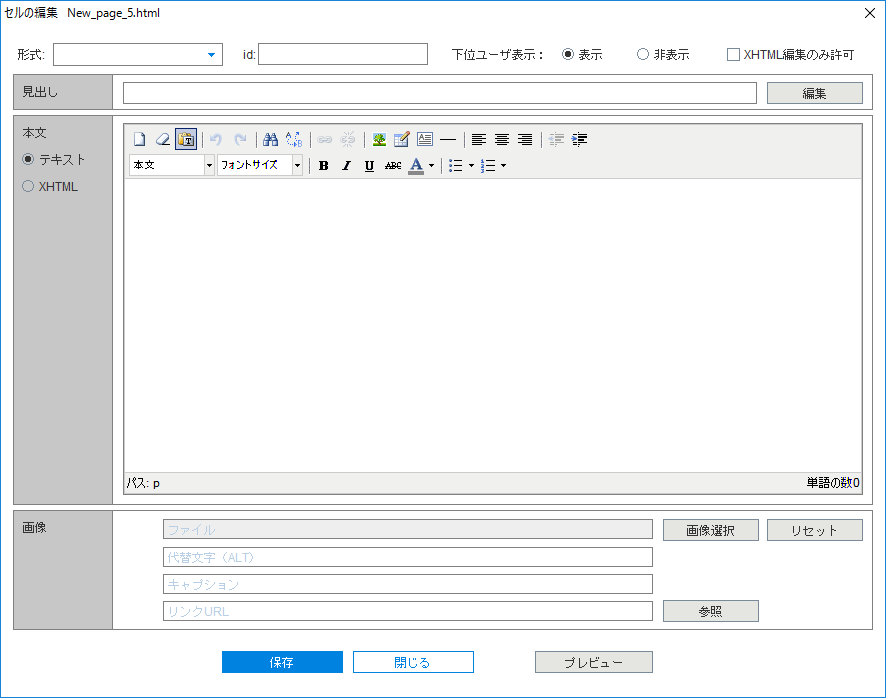 セルの編集 New_page_5.html
形式: id: 下位ユーザ表示： 表示 非表示 XHTML編集のみ許可
見出し 編集
本文
テキスト
XHTML
本文 フォントサイズ B I U ABC A
パス: p 単語の数0
画像
ファイル 画像選択 リセット
代替文字（ALT）
キャプション
リンクURL 参照
保存 閉じる プレビュー